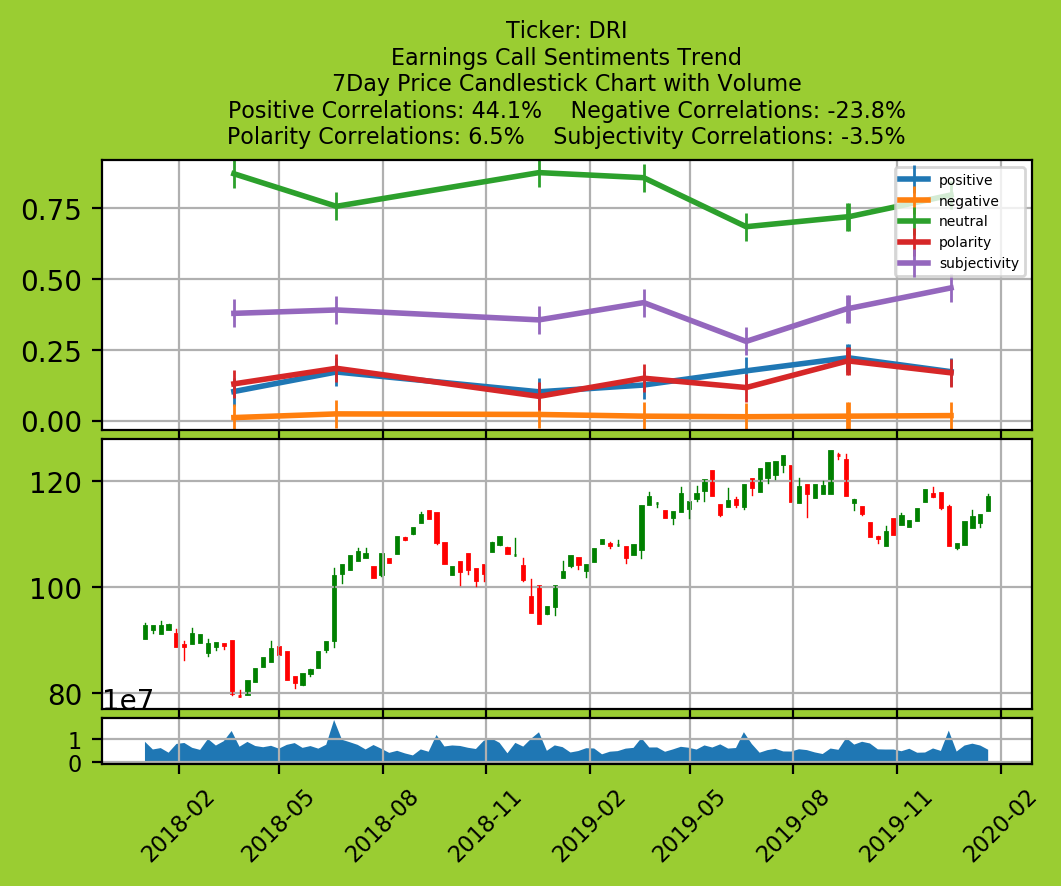 Ticker: DRI
Earnings Call Sentiments Trend
7Day Price Candlestick Chart with Volume
Positive Correlations: 44.1%    Negative Correlations: -23.8%
Polarity Correlations: 6.5%    Subjectivity Correlations: -3.5%
positive
negative
neutral
polarity
subjectivity
0.75
0.50
0.25
0.00
120
100
80
1e7
1
0
2018-02
2018-05
2018-08
2018-11
2019-02
2019-05
2019-08
2019-11
2020-02